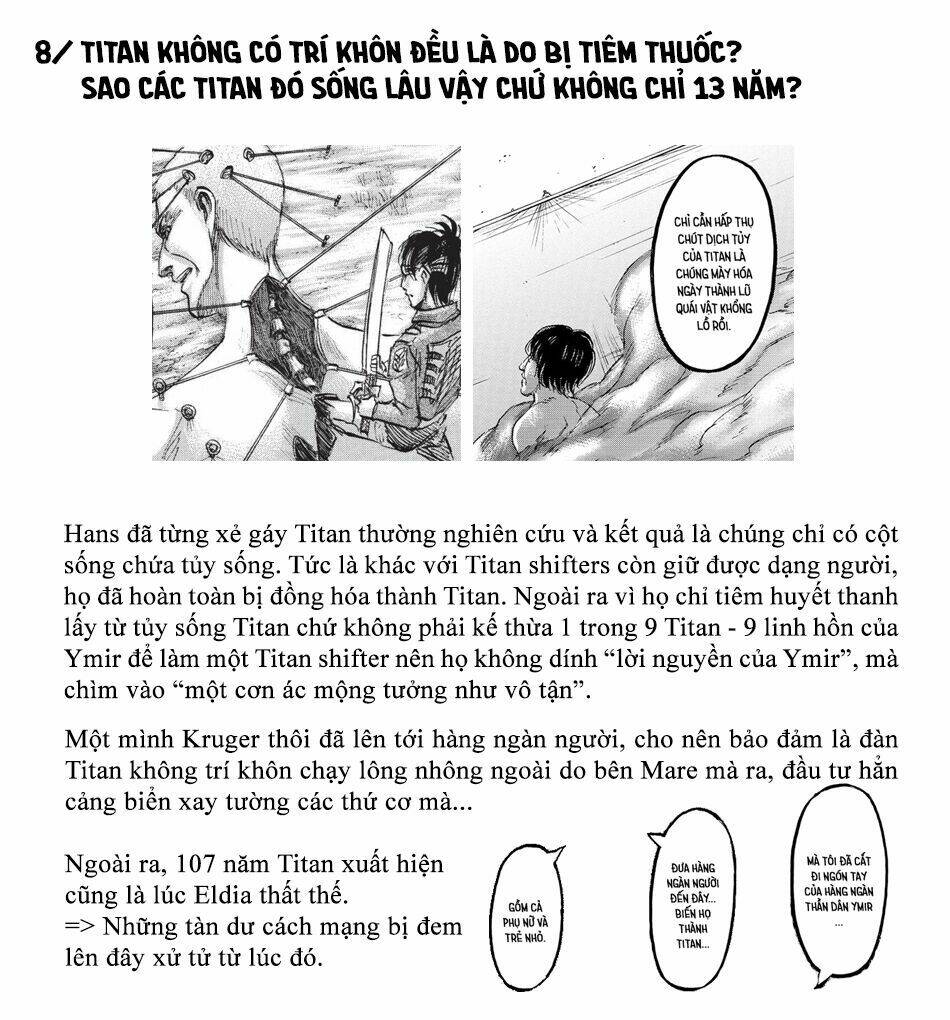 8/ TITAN KHÔNG CÓ TRÍ KHÔN ĐỀU LÀ DO BỊ TIÊM THUỐC?
SAO CÁC TITAN ĐÓ SỐNG LÂU VẬY CHỨ KHÔNG CHỈ 13 NĂM?
CHỈ CẦN HẤP THỤ
CHÚT DỊCH TỦY
CỦA TITAN LÀ
CHÚNG MÀY HÓA
NGAY THÀNH LŨ
QUÁI VẬT KHỔNG
LỒ RỒI.
Hans đã từng xẻ gáy Titan thường nghiên cứu và kết quả là chúng chỉ có cột
sống chứa tủy sống. Tức là khác với Titan shifters còn giữ được dạng người,
họ đã hoàn toàn bị đồng hóa thành Titan. Ngoài ra vì họ chỉ tiêm huyết thanh
lấy từ tủy sống Titan chứ không phải kế thừa 1 trong 9 Titan - 9 linh hồn của
Ymir để làm một Titan shifter nên họ không dính “lời nguyền của Ymir”, mà
chìm vào “một cơn ác mộng tưởng như vô tận”.
Một mình Kruger thôi đã lên tới hàng ngàn người, cho nên bảo đảm là đàn
Titan không trí khôn chạy lông nhông ngoài do bên Mare mà ra, đầu tư hẳn
cảng biển xay tường các thứ cơ mà...
Ngoài ra, 107 năm Titan xuất hiện
cũng là lúc Eldia thất thế.
=> Những tàn dư cách mạng bị đem
lên đây xử tử từ lúc đó.
MÀ TÔI ĐÃ CẮT
ĐI NGÓN TAY
CỦA HÀNG NGÀN
THẦN DÂN YMIR
...
ĐƯA HÀNG
NGÀN NGƯỜI
ĐẾN ĐÂY...
BIẾN HỌ
THÀNH
TITAN...
GỒM CẢ
PHỤ NỮ VÀ
TRẺ NHỎ.